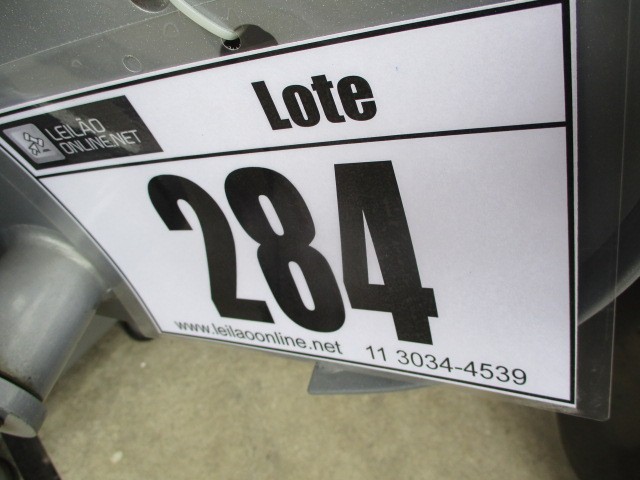 Lote
LEILÃO
ONLINE.NET
284
www.leilaoonline.net 11 3034-4539